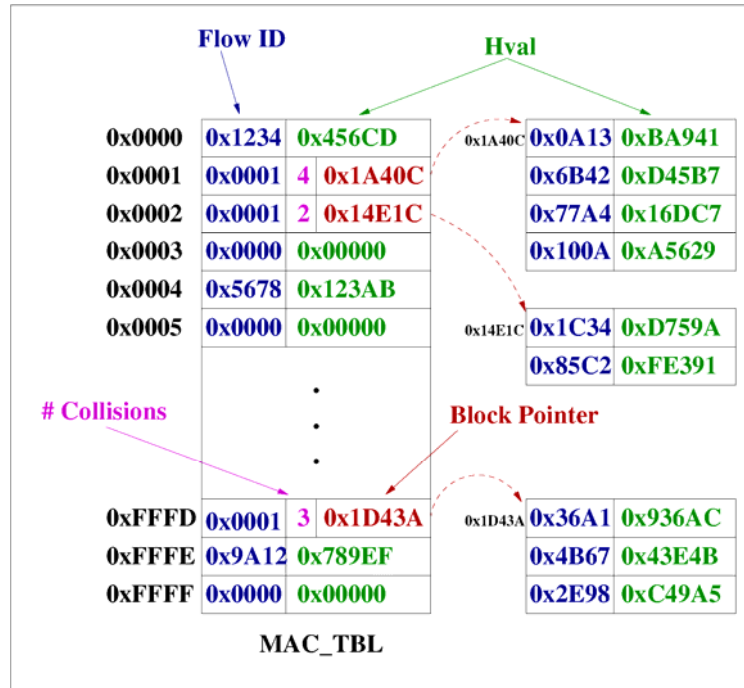 Flow ID Hval
0x0000 0x1234 0x456CD 0x1A40C 0x0A13 0xBA941
0x0001 0x0001 4 0x1A40C 0x6B42 0xD45B7
0x0002 0x0001 2 0x14E1C 0x77A4 0x16DC7
0x0003 0x0000 0x00000 0x100A 0xA5629
0x0004 0x5678 0x123AB
0x0005 0x0000 0x00000 0x14E1C 0x1C34 0xD759A
0x85C2 0xFE391
# Collisions Block Pointer
0xFFFD 0x0001 3 0x1D43A 0x1D43A 0x36A1 0x936AC
0xFFFE 0x9A12 0x789EF 0x4B67 0x43E4B
0xFFFF 0x0000 0x00000 0x2E98 0xC49A5
MAC_TBL